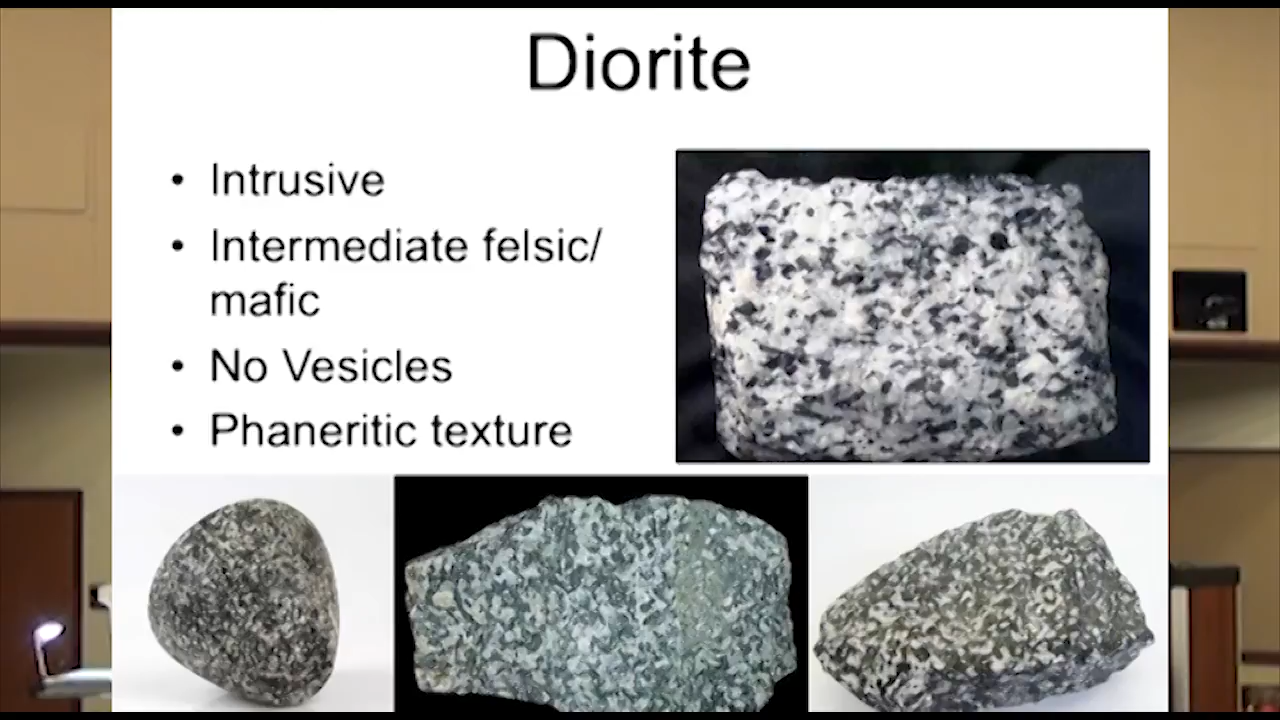 Diorite
• Intrusive
• Intermediate felsic/
mafic
• No Vesicles
• Phaneritic texture